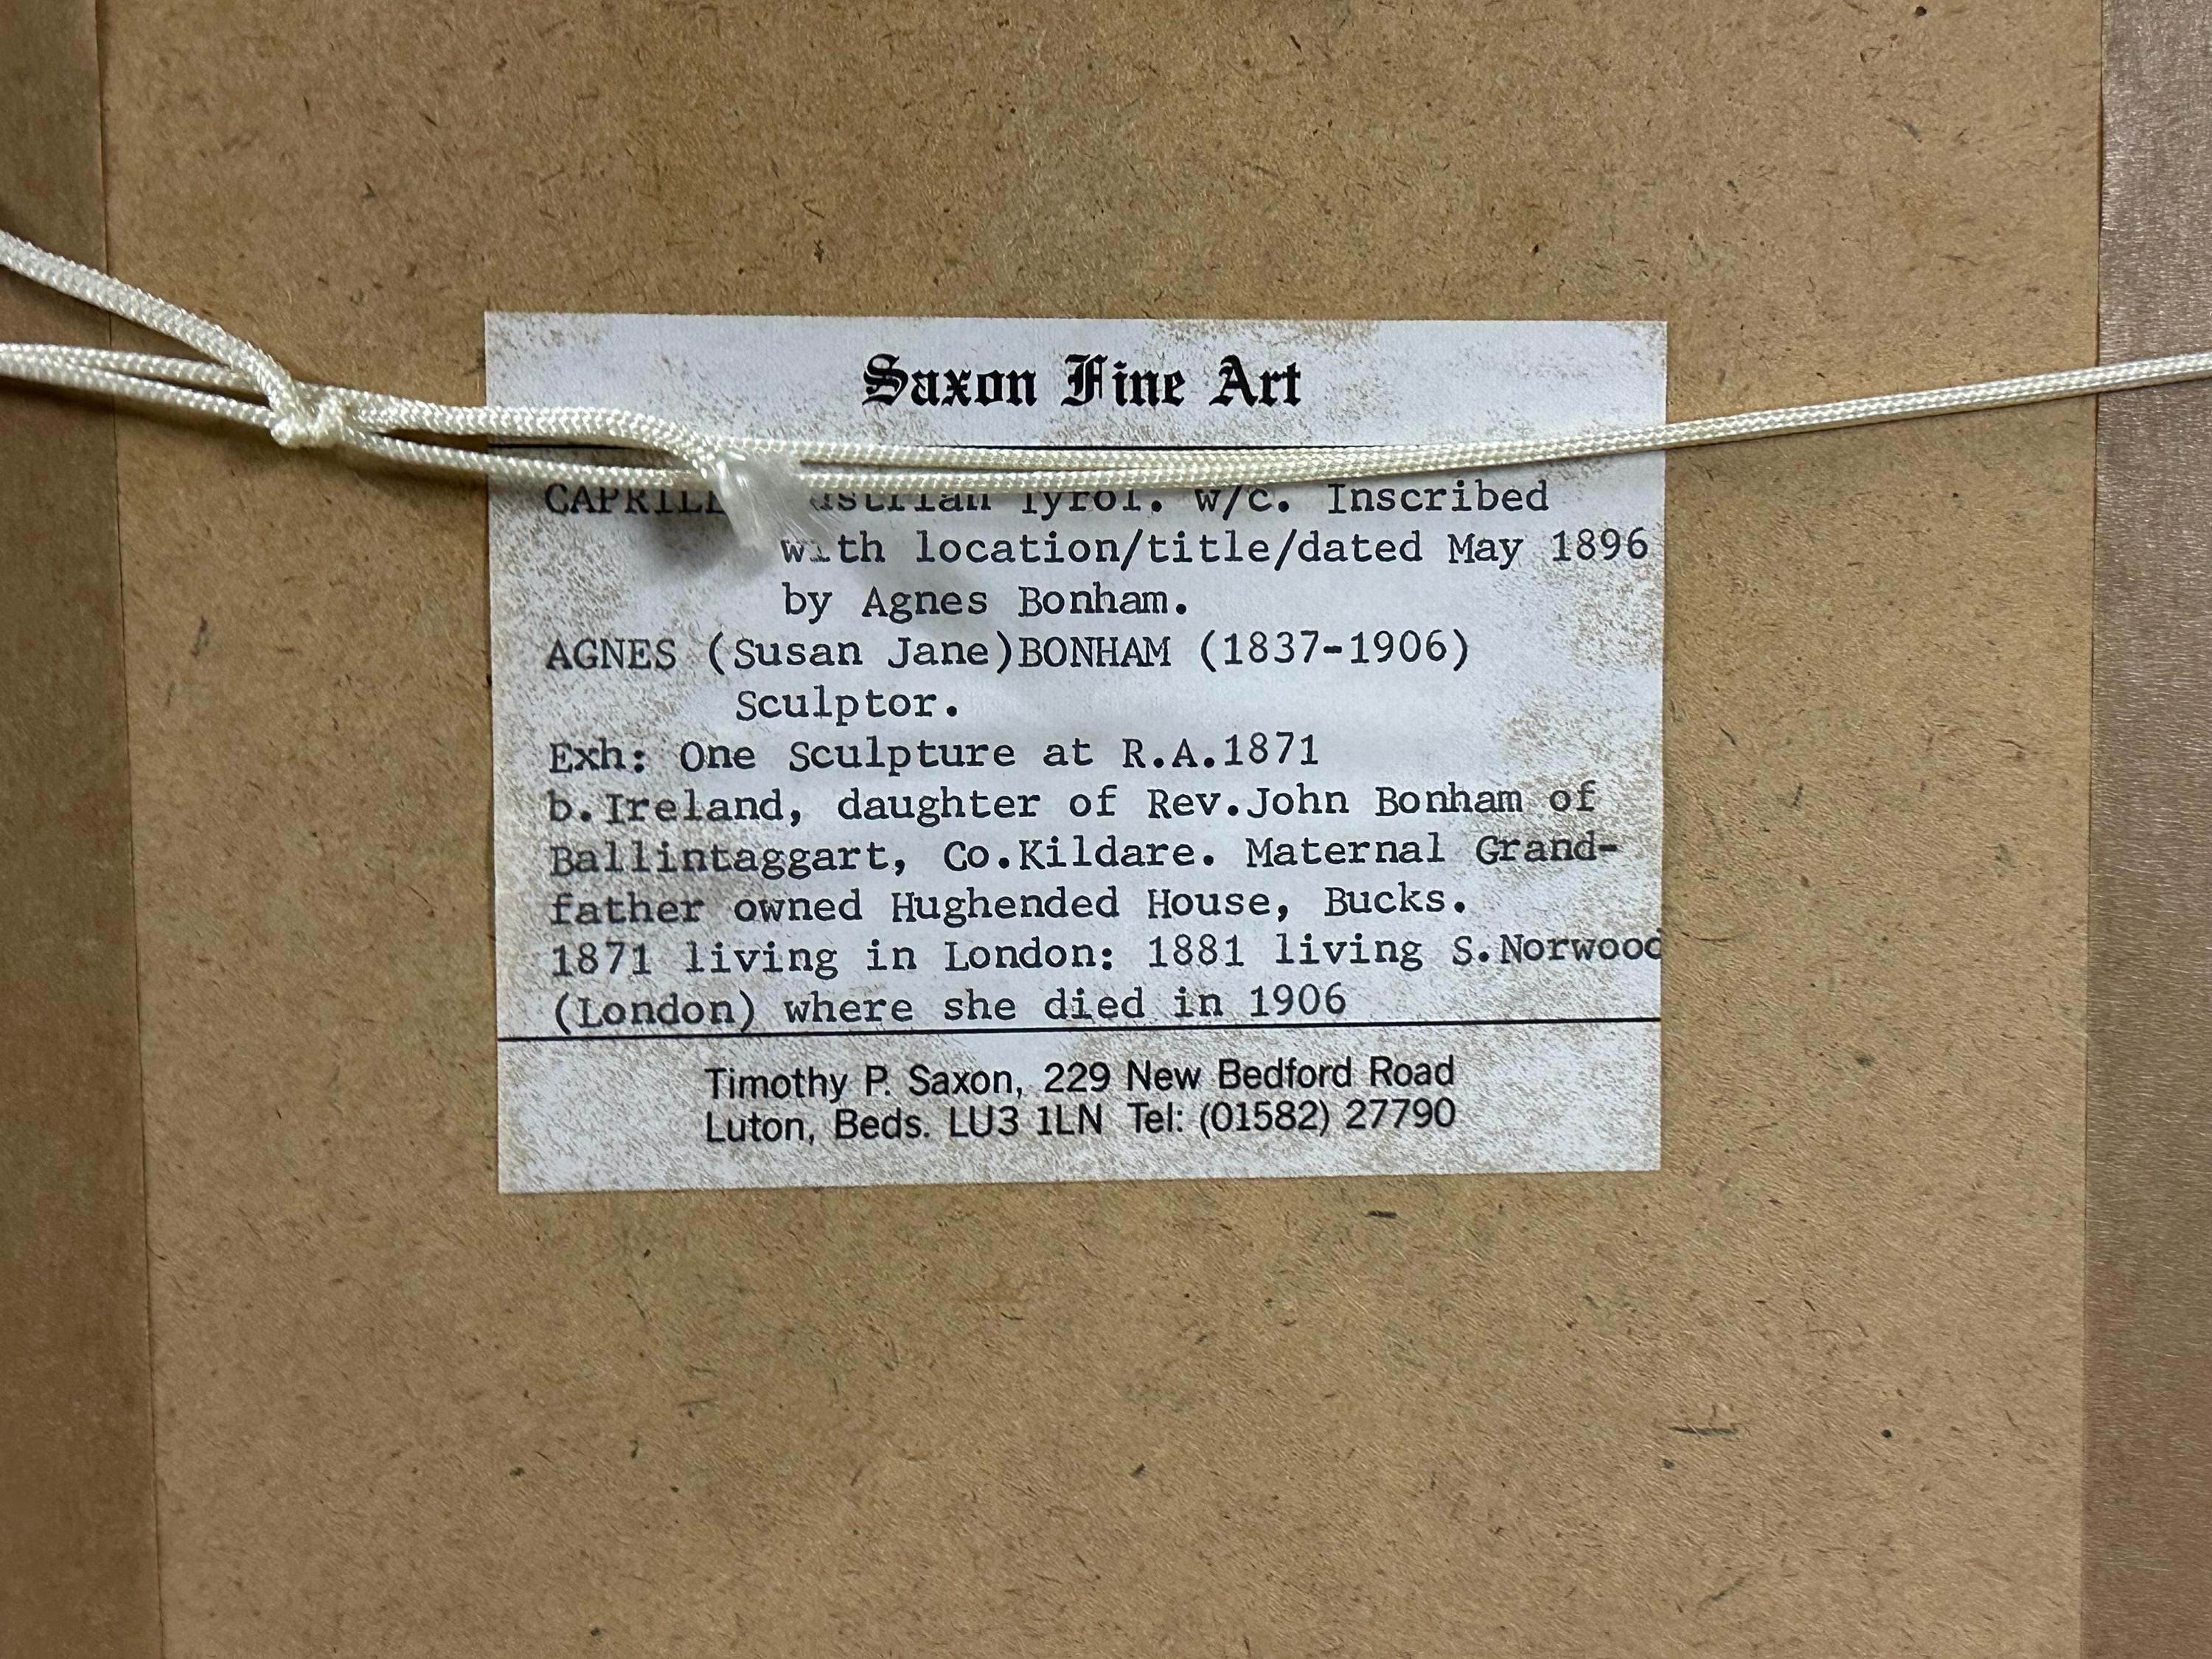 Saxon Fine Art
Tyrol. w/c. Inscribed
with location/title/dated May 1896
by Agnes Bonham.
AGNES (Susan Jane)BONHAM (1837-1906)
Sculptor.
Exh: One Sculpture at R.A.1871
b.Ireland, daughter of Rev.John Bonham of
Ballintaggart, Co.Kildare. Maternal Grand-
father owned Hughended House, Bucks.
1871 living in London: 1881 living S.Norwood
(London) where she died in 1906
Timothy P. Saxon, 229 New Bedford Road
Luton, Beds. LU3 1LN Tel: (01582) 27790